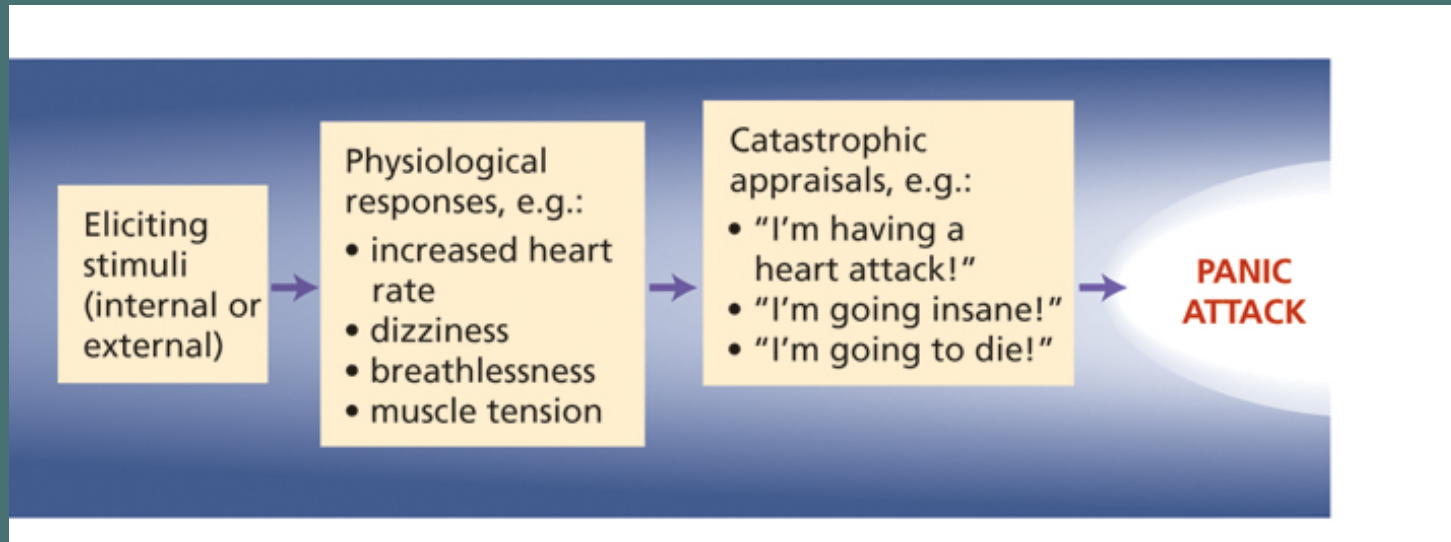 Eliciting
stimuli
(internal or
external)
Physiological
responses, e.g.:
• increased heart
rate
• dizziness
• breathlessness
• muscle tension
Catastrophic
appraisals, e.g.:
• “I’m having a
heart attack!”
• “I’m going insane!”
• “I’m going to die!”
PANIC
ATTACK